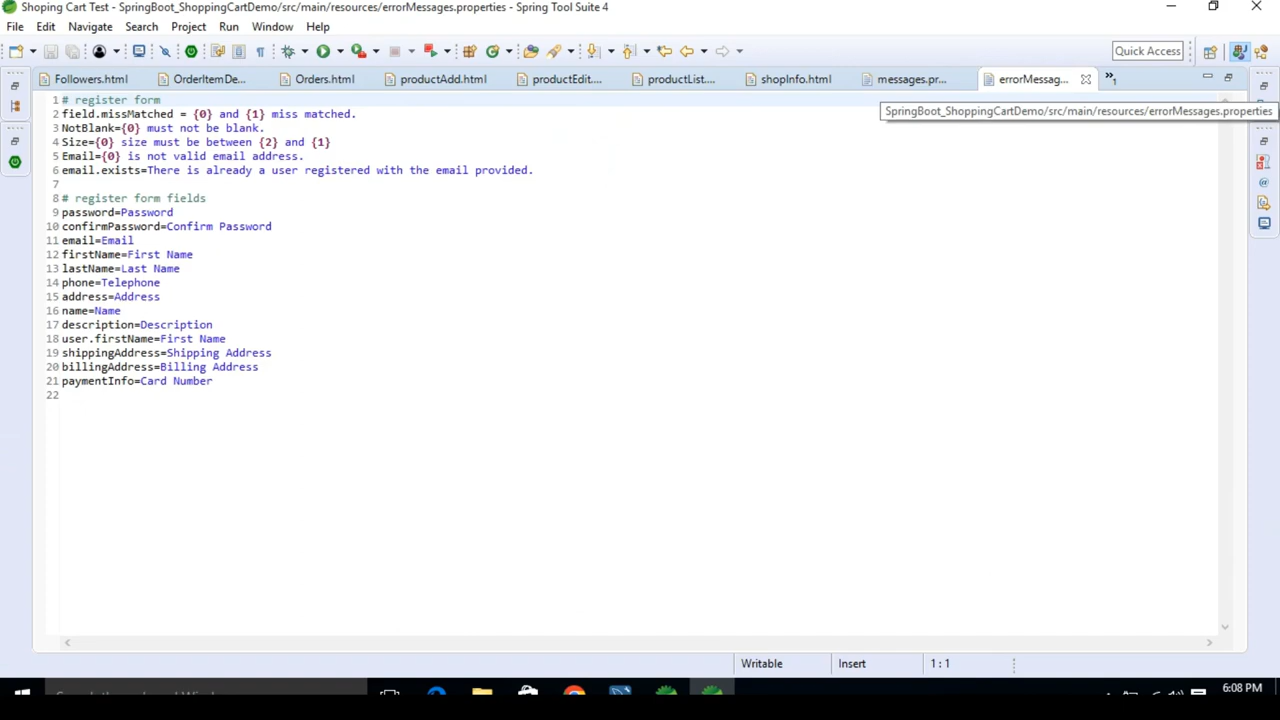 Shoping Cart Test - SpringBoot_ShoppingCartDemo/src/main/resources/errorMessages.properties - Spring Tool Suite 4
File Edit Navigate Search Project Run Window Help
Quick Access
Followers.html OrderItemDe... Orders.html productAdd.html productEdit.... productList.... shopInfo.html messages.pr... errorMessag... »1
SpringBoot_ShoppingCartDemo/src/main/resources/errorMessages.properties
1 # register form
2 field.missMatched = {0} and {1} miss matched.
3 NotBlank={0} must not be blank.
4 Size={0} size must be between {2} and {1}
5 Email={0} is not valid email address.
6 email.exists=There is already a user registered with the email provided.
7
8 # register form fields
9 password=Password
10 confirmPassword=Confirm Password
11 email=Email
12 firstName=First Name
13 lastName=Last Name
14 phone=Telephone
15 address=Address
16 name=Name
17 description=Description
18 user.firstName=First Name
19 shippingAddress=Shipping Address
20 billingAddress=Billing Address
21 paymentInfo=Card Number
22
Writable Insert 1 : 1
6:08 PM